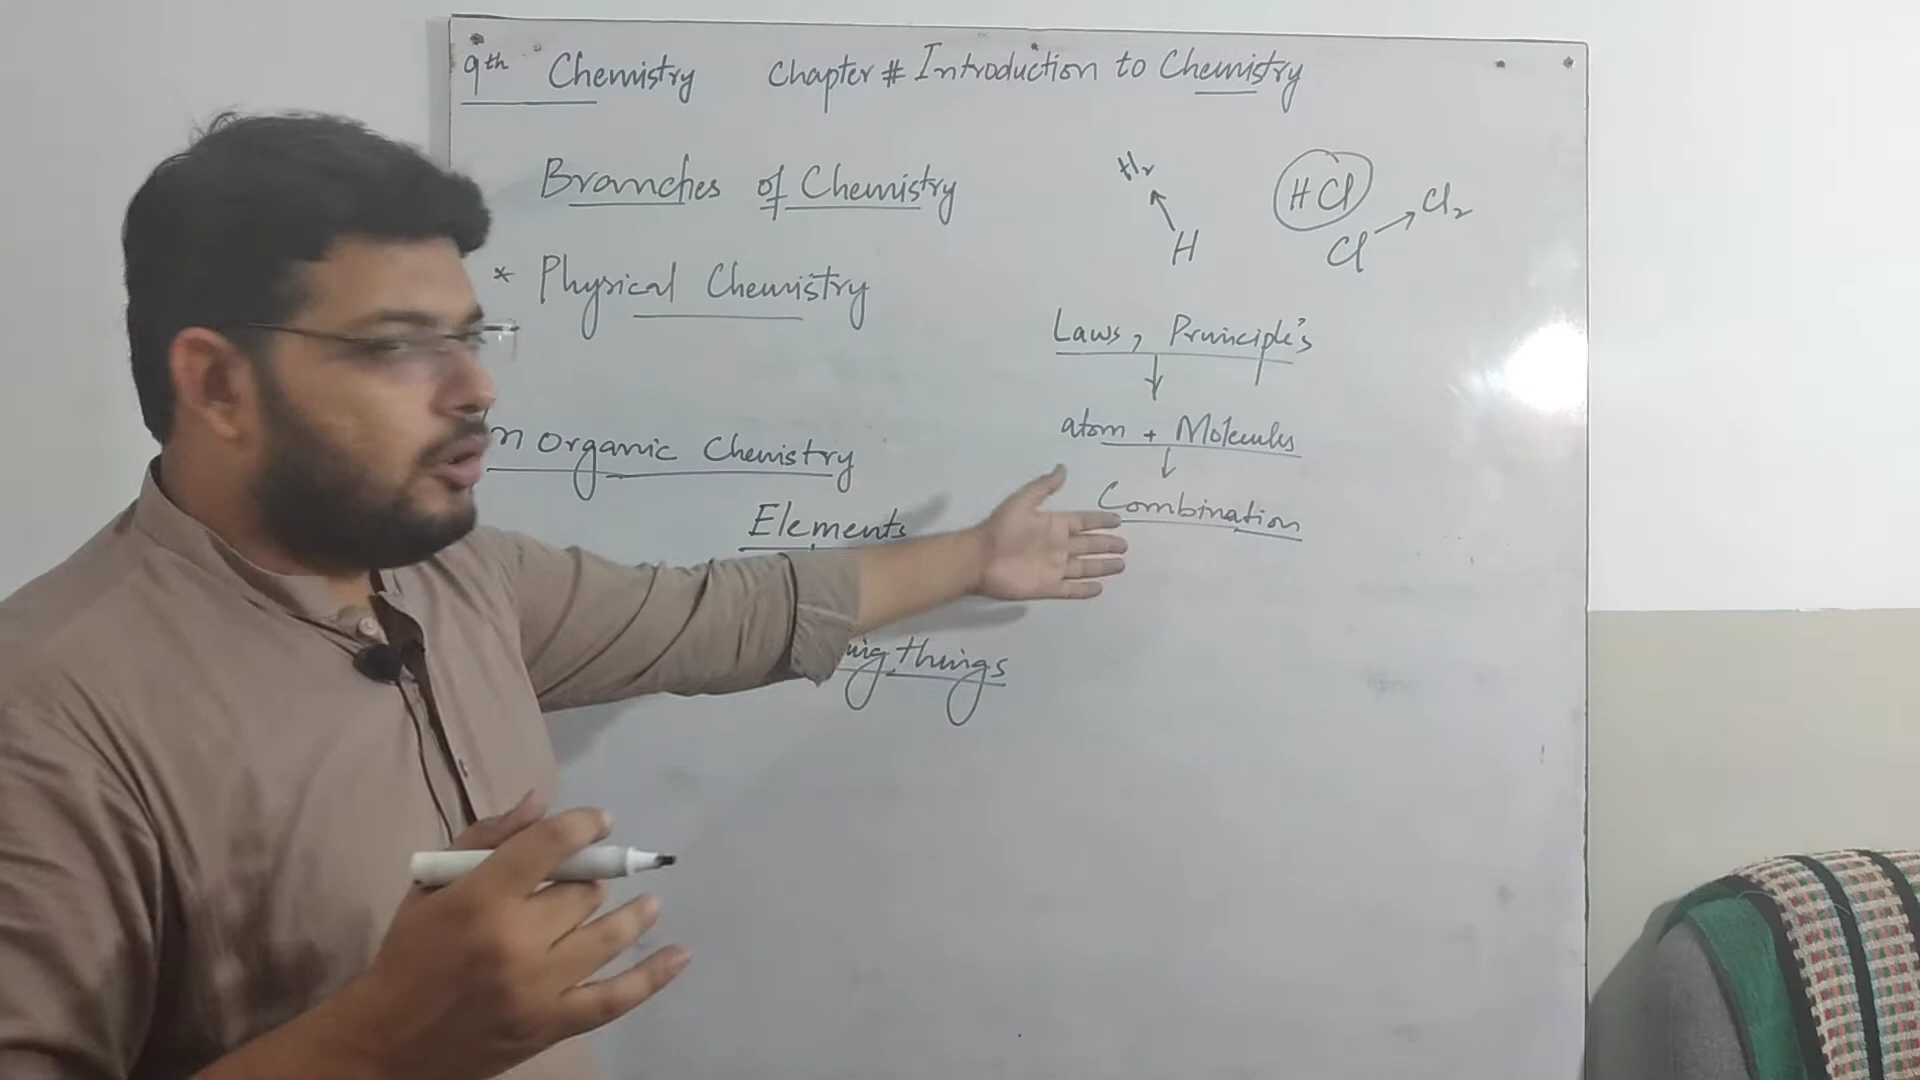 9th Chemistry Chapter # Introduction to Chemistry
Branches of Chemistry
* Physical Chemistry
n organic Chemistry
Elements
ing things
H2
H
HCl
Cl
Cl2
Laws, Prunciple's
atom + Molecules
Combination